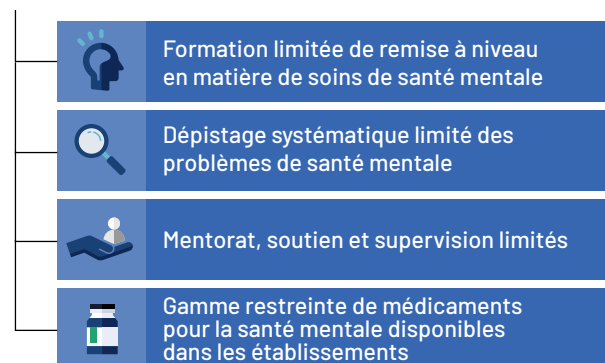 Formation limitée de remise à niveau
en matière de soins de santé mentale
Dépistage systématique limité des
problèmes de santé mentale
Mentorat, soutien et supervision limités
Gamme restreinte de médicaments
pour la santé mentale disponibles
dans les établissements